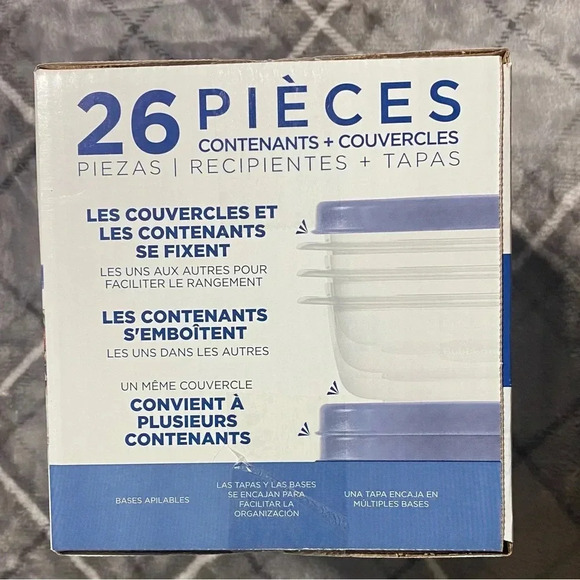 26 PIÈCES
CONTENANTS + COUVERCLES
PIEZAS | RECIPIENTES + TAPAS
LES COUVERCLES ET
LES CONTENANTS
SE FIXENT
LES UNS AUX AUTRES POUR
FACILITER LE RANGEMENT
LES CONTENANTS
S'EMBOÎTENT
LES UNS DANS LES AUTRES
UN MÊME COUVERCLE
CONVIENT À
PLUSIEURS
CONTENANTS
BASES APILABLES
LAS TAPAS Y LAS BASES
SE ENCAJAN PARA
FACILITAR LA
ORGANIZACIÓN
UNA TAPA ENCAJA EN
MÚLTIPLES BASES